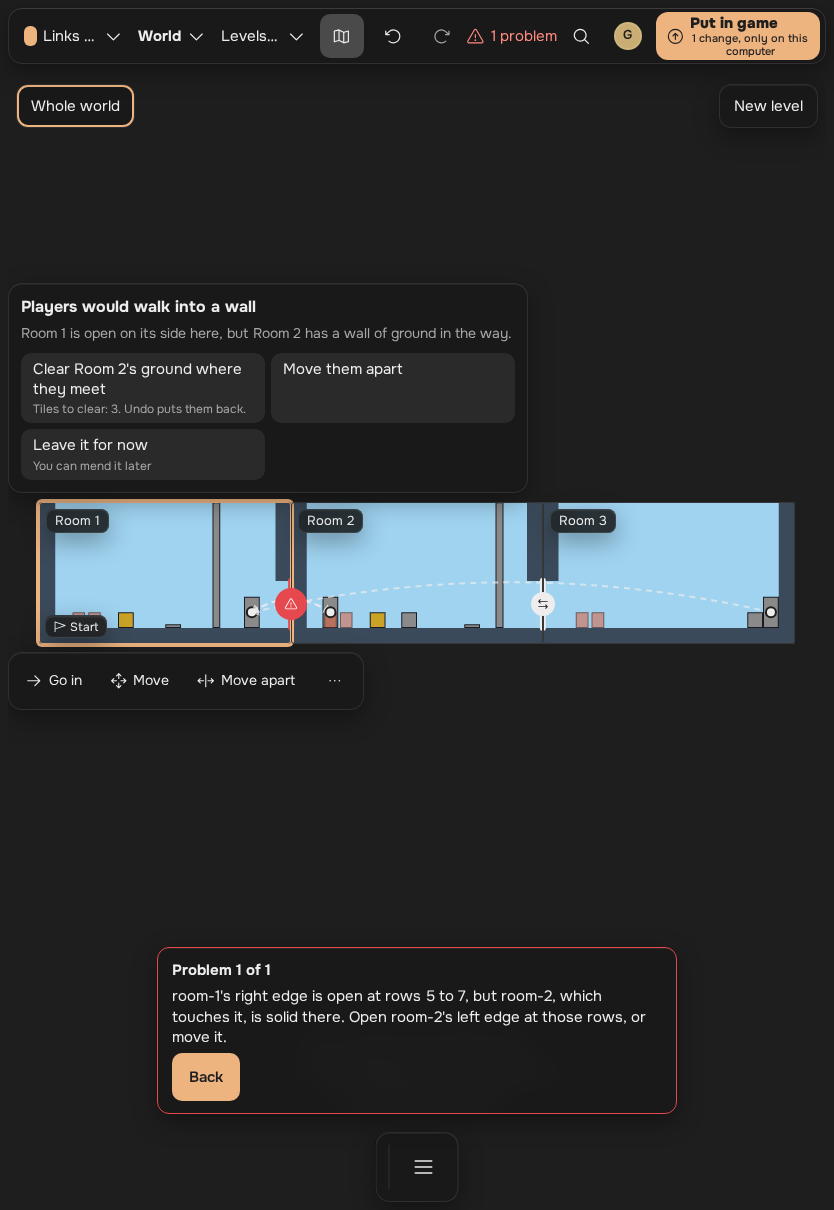 Links ...
World
Levels...
1 problem
G
Put in game
1 change, only on this
computer
Whole world
New level
Players would walk into a wall
Room 1 is open on its side here, but Room 2 has a wall of ground in the way.
Clear Room 2's ground where
they meet
Tiles to clear: 3. Undo puts them back.
Move them apart
Leave it for now
You can mend it later
Room 1
Room 2
Room 3
Start
Go in
Move
Move apart
...
Problem 1 of 1
room-1's right edge is open at rows 5 to 7, but room-2, which
touches it, is solid there. Open room-2's left edge at those rows, or
move it.
Back